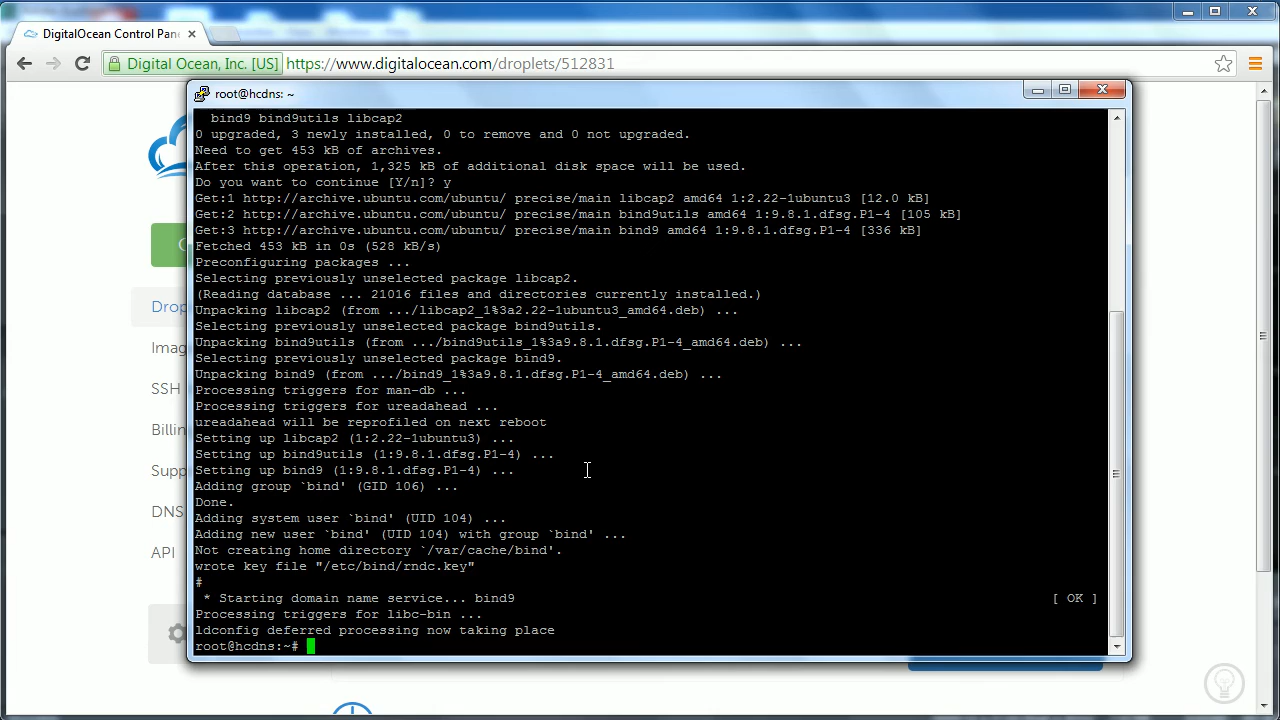 DigitalOcean Control Pan
Digital Ocean, Inc. [US] https://www.digitalocean.com/droplets/512831
root@hcdns: ~
bind9 bind9utils libcap2
0 upgraded, 3 newly installed, 0 to remove and 0 not upgraded.
Need to get 453 kB of archives.
After this operation, 1,325 kB of additional disk space will be used.
Do you want to continue [Y/n]? y
Get:1 http://archive.ubuntu.com/ubuntu/ precise/main libcap2 amd64 1:2.22-1ubuntu3 [12.0 kB]
Get:2 http://archive.ubuntu.com/ubuntu/ precise/main bind9utils amd64 1:9.8.1.dfsg.P1-4 [105 kB]
Get:3 http://archive.ubuntu.com/ubuntu/ precise/main bind9 amd64 1:9.8.1.dfsg.P1-4 [336 kB]
Fetched 453 kB in 0s (528 kB/s)
Preconfiguring packages ...
Selecting previously unselected package libcap2.
(Reading database ... 21016 files and directories currently installed.)
Unpacking libcap2 (from .../libcap2_1%3a2.22-1ubuntu3_amd64.deb) ...
Selecting previously unselected package bind9utils.
Unpacking bind9utils (from .../bind9utils_1%3a9.8.1.dfsg.P1-4_amd64.deb) ...
Selecting previously unselected package bind9.
Unpacking bind9 (from .../bind9_1%3a9.8.1.dfsg.P1-4_amd64.deb) ...
Processing triggers for man-db ...
Processing triggers for ureadahead ...
ureadahead will be reprofiled on next reboot
Setting up libcap2 (1:2.22-1ubuntu3) ...
Setting up bind9utils (1:9.8.1.dfsg.P1-4) ...
Setting up bind9 (1:9.8.1.dfsg.P1-4) ...
Adding group `bind' (GID 106) ...
Done.
Adding system user `bind' (UID 104) ...
Adding new user `bind' (UID 104) with group `bind' ...
Not creating home directory `/var/cache/bind'.
wrote key file "/etc/bind/rndc.key"
#
* Starting domain name service... bind9 [ OK ]
Processing triggers for libc-bin ...
ldconfig deferred processing now taking place
root@hcdns:~#
Drop
Imag
SSH
Billin
Supp
DNS
API